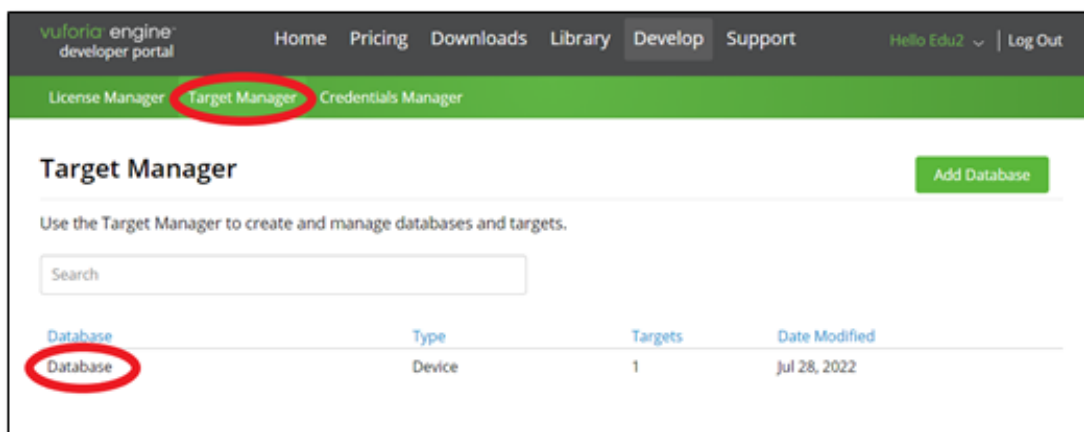 vuforia engine
developer portal
Home Pricing Downloads Library Develop Support
Hello Edu2 | Log Out
License Manager Target Manager Credentials Manager
Target Manager
Add Database
Use the Target Manager to create and manage databases and targets.
Search
Database Type Targets Date Modified
Database Device 1 Jul 28, 2022